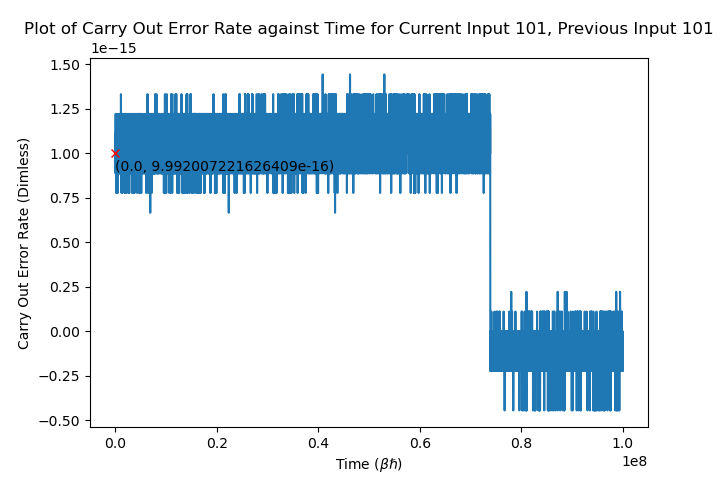 Plot of Carry Out Error Rate against Time for Current Input 101, Previous Input 101
1e−15
1.50
1.25
1.00
0.75
0.50
0.25
0.00
−0.25
−0.50
Carry Out Error Rate (Dimless)
(0.0, 9.992007221626409e-16)
0.0 0.2 0.4 0.6 0.8 1.0
1e8
Time (βħ)